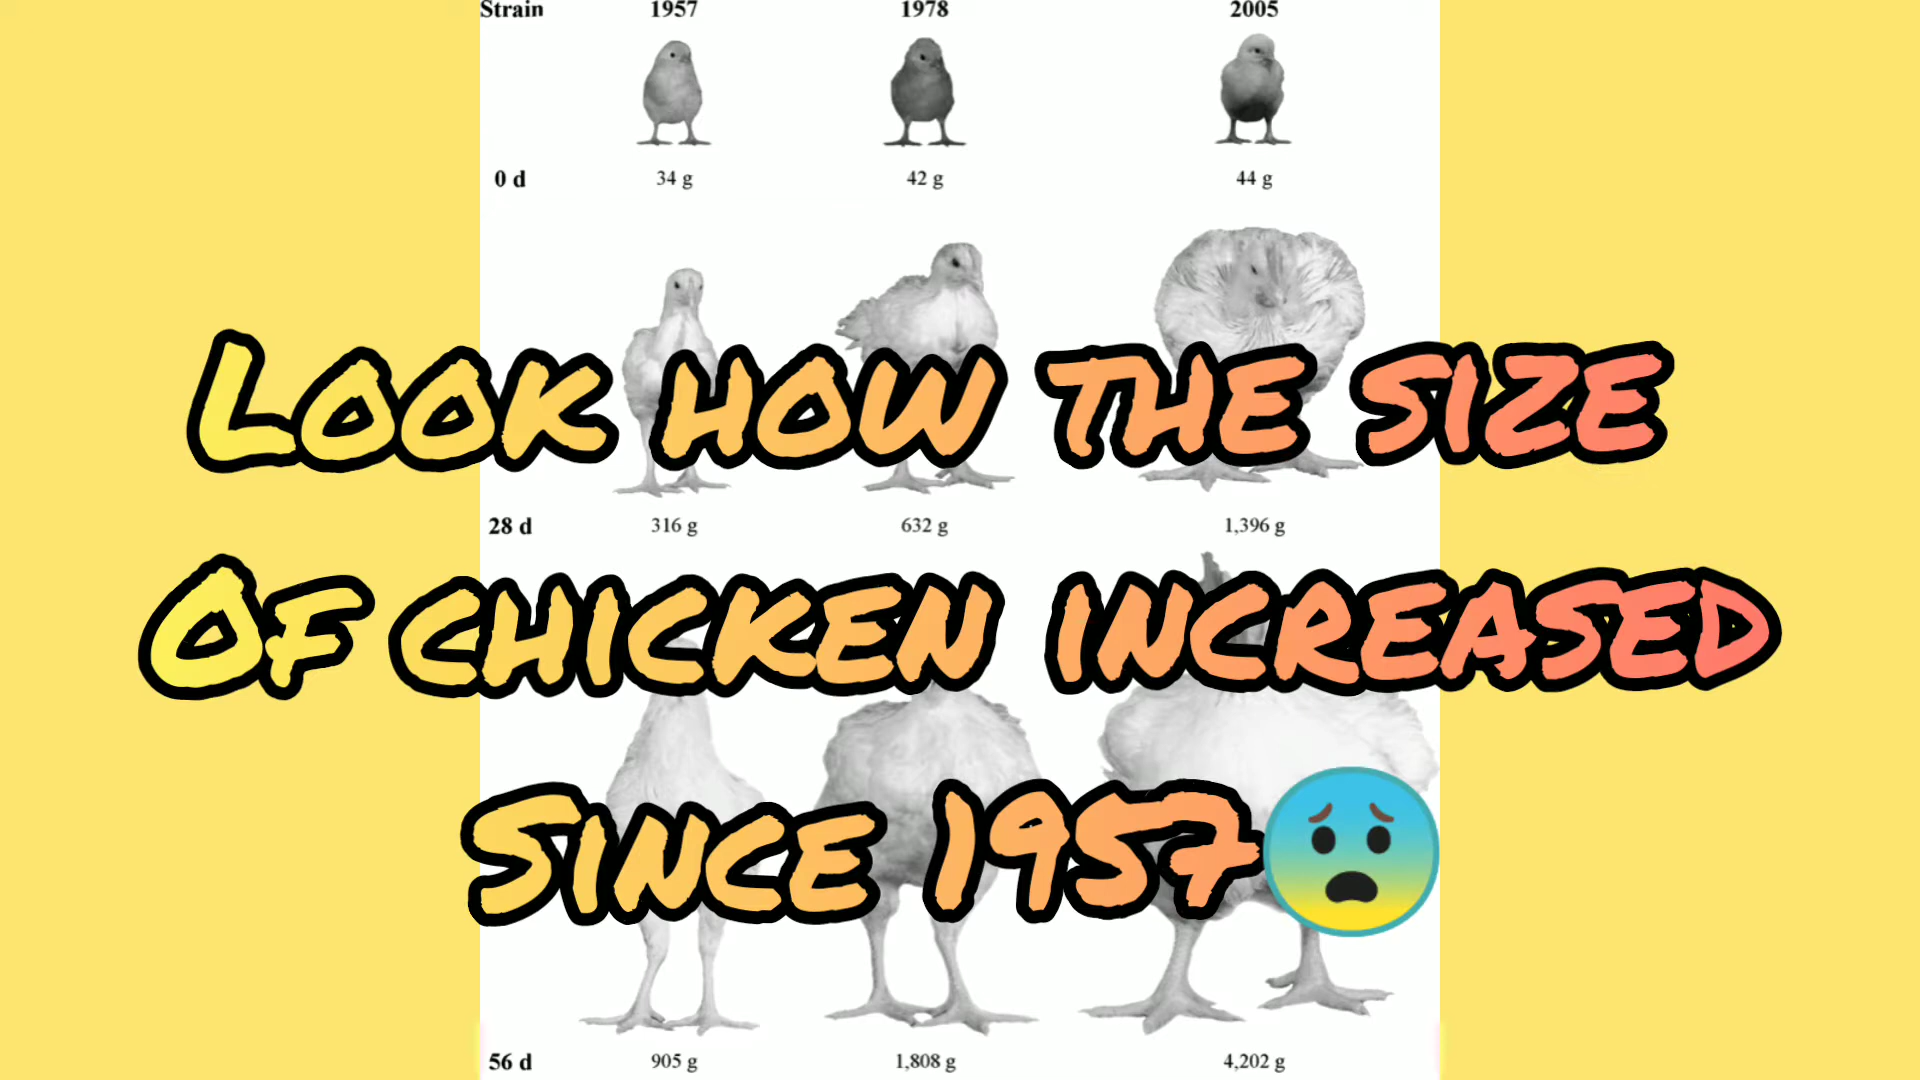 Strain 1957 1978 2005
0 d 34 g 42 g 44 g
LOOK HOW THE SIZE
28 d 316 g 632 g 1,396 g
OF CHICKEN INCREASED
SINCE 1957😨
56 d 905 g 1,808 g 4,202 g